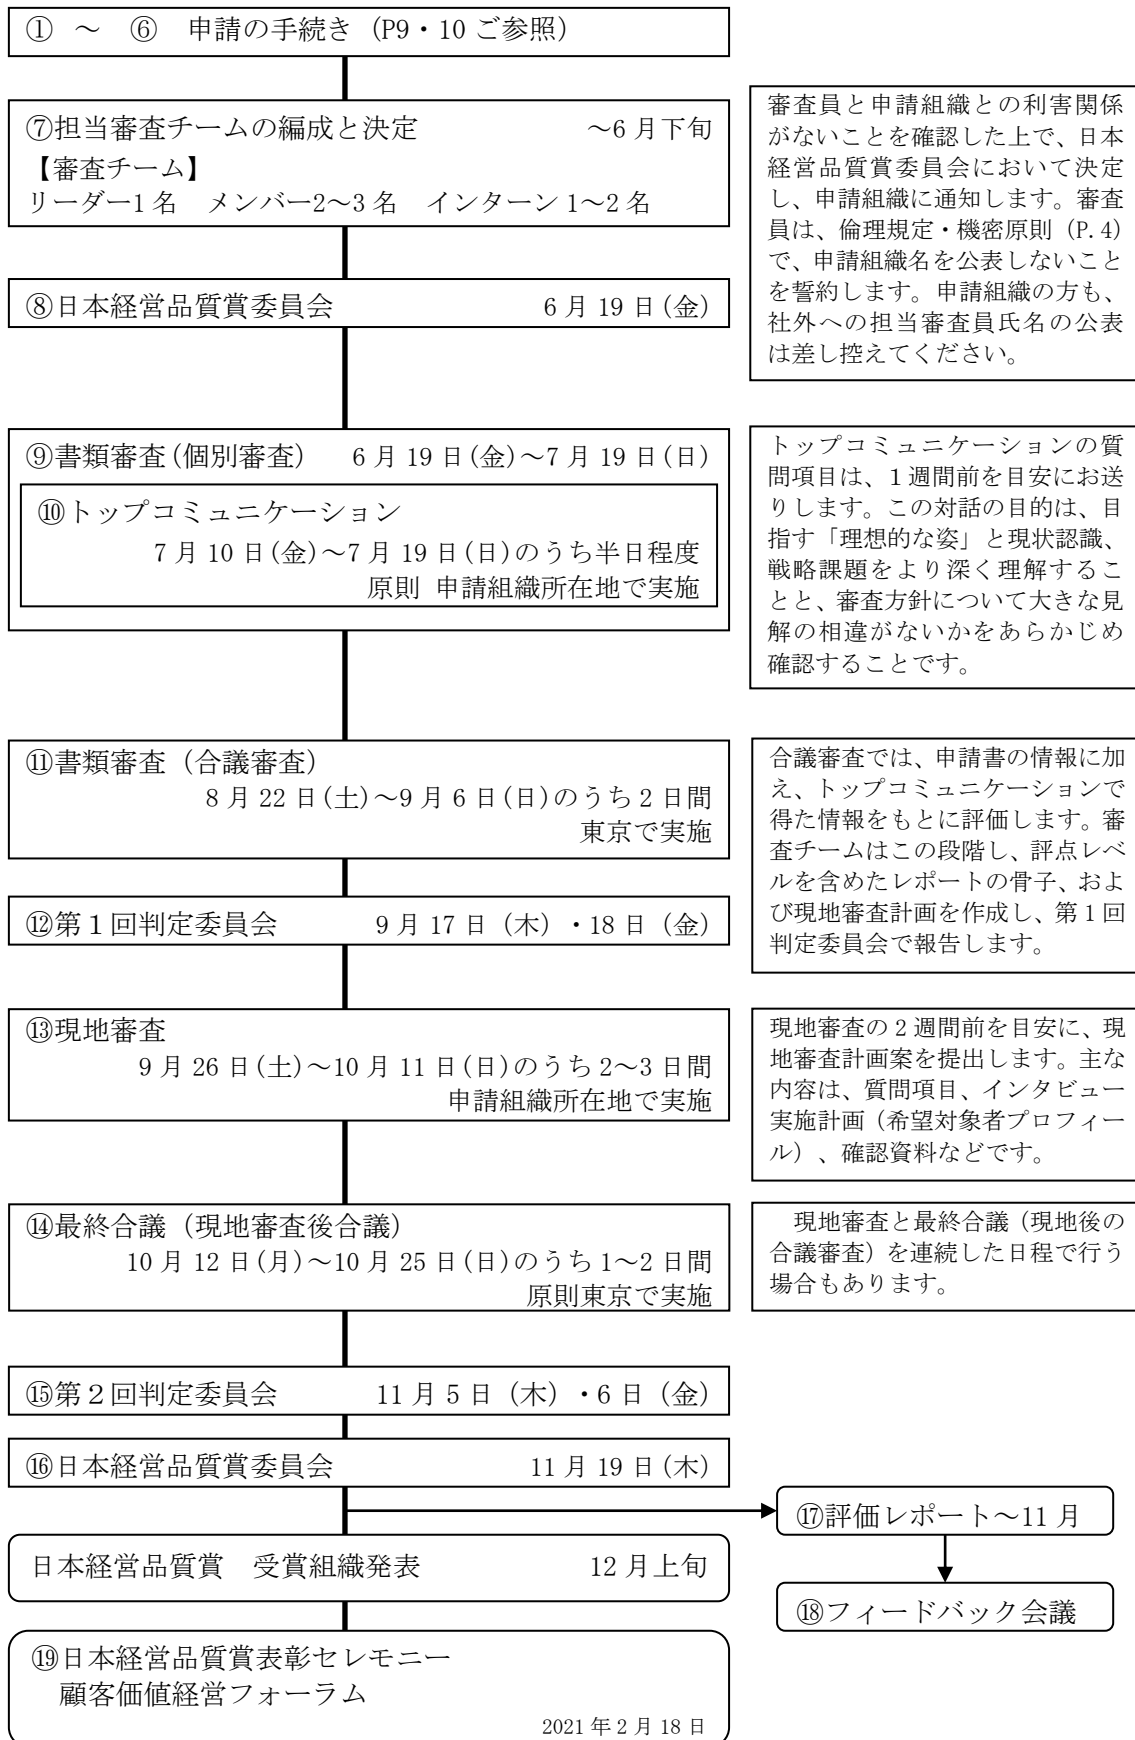 ① ～ ⑥ 申請の手続き（P9・10 ご参照）
⑦担当審査チームの編成と決定 ～6 月下旬
【審査チーム】
リーダー1 名 メンバー2～3 名 インターン 1～2 名
審査員と申請組織との利害関係
がないことを確認した上で、日本
経営品質賞委員会において決定
し、申請組織に通知します。審査
員は、倫理規定・機密原則（P.4）
で、申請組織名を公表しないこと
を誓約します。申請組織の方も、
社外への担当審査員氏名の公表
は差し控えてください。
⑧日本経営品質賞委員会 6 月 19 日(金)
⑨書類審査(個別審査) 6 月 19 日(金)～7 月 19 日(日)
⑩トップコミュニケーション
7 月 10 日(金)～7 月 19 日(日)のうち半日程度
原則 申請組織所在地で実施
トップコミュニケーションの質
問項目は、1 週間前を目安にお送
りします。この対話の目的は、目
指す「理想的な姿」と現状認識、
戦略課題をより深く理解するこ
とと、審査方針について大きな見
解の相違がないかをあらかじめ
確認することです。
⑪書類審査（合議審査）
8 月 22 日(土)～9 月 6 日(日)のうち 2 日間
東京で実施
合議審査では、申請書の情報に加
え、トップコミュニケーションで
得た情報をもとに評価します。審
査チームはこの段階し、評点レベ
ルを含めたレポートの骨子、およ
び現地審査計画を作成し、第 1 回
判定委員会で報告します。
⑫第１回判定委員会 9 月 17 日（木）・18 日（金）
⑬現地審査
9 月 26 日(土)～10 月 11 日(日)のうち 2～3 日間
申請組織所在地で実施
現地審査の 2 週間前を目安に、現
地審査計画案を提出します。主な
内容は、質問項目、インタビュー
実施計画（希望対象者プロフィー
ル）、確認資料などです。
⑭最終合議（現地審査後合議）
10 月 12 日(月)～10 月 25 日(日)のうち 1～2 日間
原則東京で実施
現地審査と最終合議（現地後の
合議審査）を連続した日程で行う
場合もあります。
⑮第２回判定委員会 11 月 5 日（木）・6 日（金）
⑯日本経営品質賞委員会 11 月 19 日(木)
⑰評価レポート～11 月
日本経営品質賞 受賞組織発表 12 月上旬
⑱フィードバック会議
⑲日本経営品質賞表彰セレモニー
顧客価値経営フォーラム
2021 年 2 月 18 日